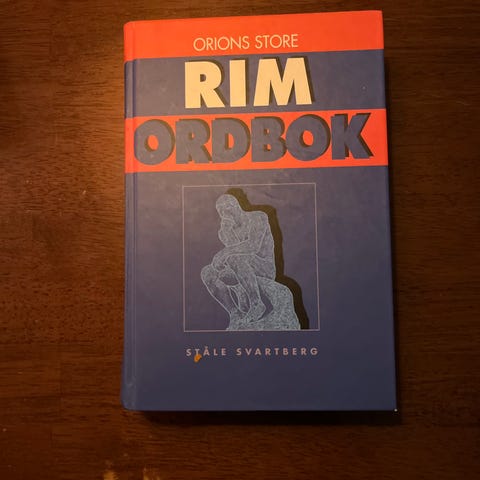 ORIONS STORE
RIM
ORDBOK
STÅLE SVARTBERG